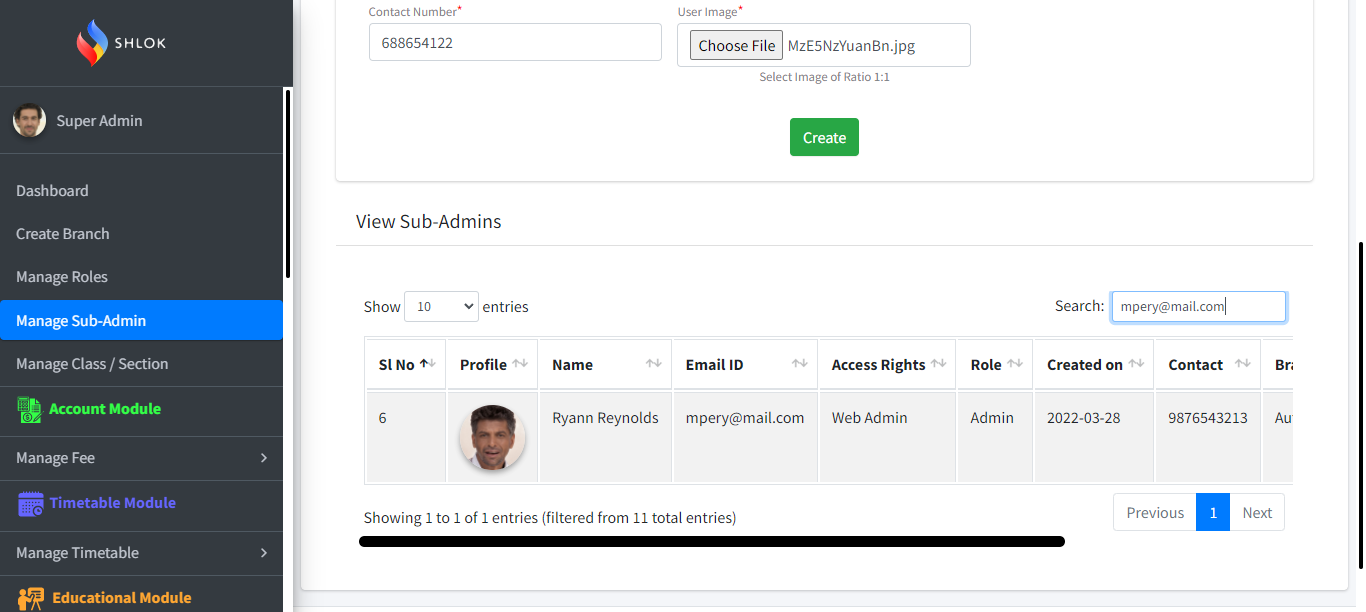 SHLOK
Super Admin
Dashboard
Create Branch
Manage Roles
Manage Sub-Admin
Manage Class / Section
Account Module
Manage Fee
Timetable Module
Manage Timetable
Educational Module
Contact Number* User Image*
688654122 Choose File MzE5NzYuanBn.jpg
Select Image of Ratio 1:1
Create
View Sub-Admins
Show 10 entries Search: mpery@mail.com
Sl No Profile Name Email ID Access Rights Role Created on Contact Bra
6 Ryann Reynolds mpery@mail.com Web Admin Admin 2022-03-28 9876543213 Au
Showing 1 to 1 of 1 entries (filtered from 11 total entries) Previous 1 Next